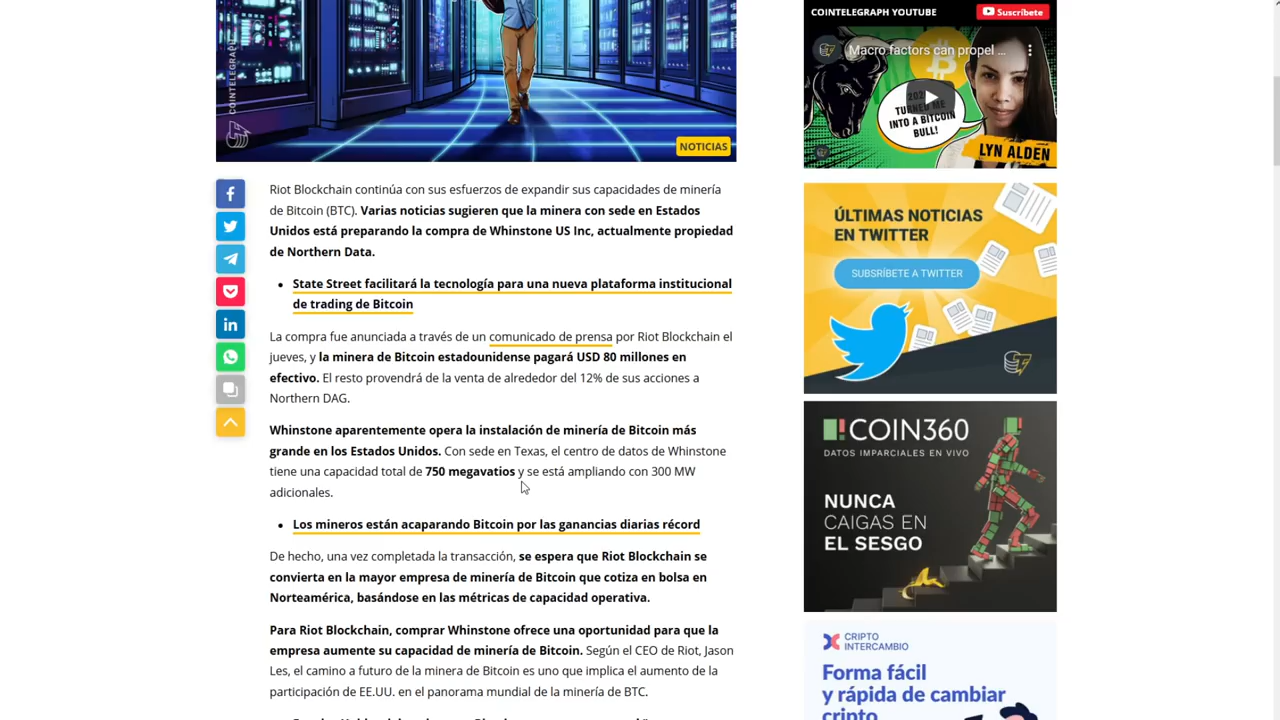 COINTELEGRAPH
NOTICIAS
Riot Blockchain continúa con sus esfuerzos de expandir sus capacidades de minería
de Bitcoin (BTC). Varias noticias sugieren que la minera con sede en Estados
Unidos está preparando la compra de Whinstone US Inc, actualmente propiedad
de Northern Data.
• State Street facilitará la tecnología para una nueva plataforma institucional
de trading de Bitcoin
La compra fue anunciada a través de un comunicado de prensa por Riot Blockchain el
jueves, y la minera de Bitcoin estadounidense pagará USD 80 millones en
efectivo. El resto provendrá de la venta de alrededor del 12% de sus acciones a
Northern DAG.
Whinstone aparentemente opera la instalación de minería de Bitcoin más
grande en los Estados Unidos. Con sede en Texas, el centro de datos de Whinstone
tiene una capacidad total de 750 megavatios y se está ampliando con 300 MW
adicionales.
• Los mineros están acaparando Bitcoin por las ganancias diarias récord
De hecho, una vez completada la transacción, se espera que Riot Blockchain se
convierta en la mayor empresa de minería de Bitcoin que cotiza en bolsa en
Norteamérica, basándose en las métricas de capacidad operativa.
Para Riot Blockchain, comprar Whinstone ofrece una oportunidad para que la
empresa aumente su capacidad de minería de Bitcoin. Según el CEO de Riot, Jason
Les, el camino a futuro de la minera de Bitcoin es uno que implica el aumento de la
participación de EE.UU. en el panorama mundial de la minería de BTC.
COINTELEGRAPH YOUTUBE
Suscríbete
Macro factors can propel ...
TURNED ME
INTO A BITCOIN
BULL!
LYN ALDEN
ÚLTIMAS NOTICIAS
EN TWITTER
SUBSRÍBETE A TWITTER
COIN360
DATOS IMPARCIALES EN VIVO
NUNCA
CAIGAS EN
EL SESGO
CRIPTO
INTERCAMBIO
Forma fácil
y rápida de cambiar
cripto